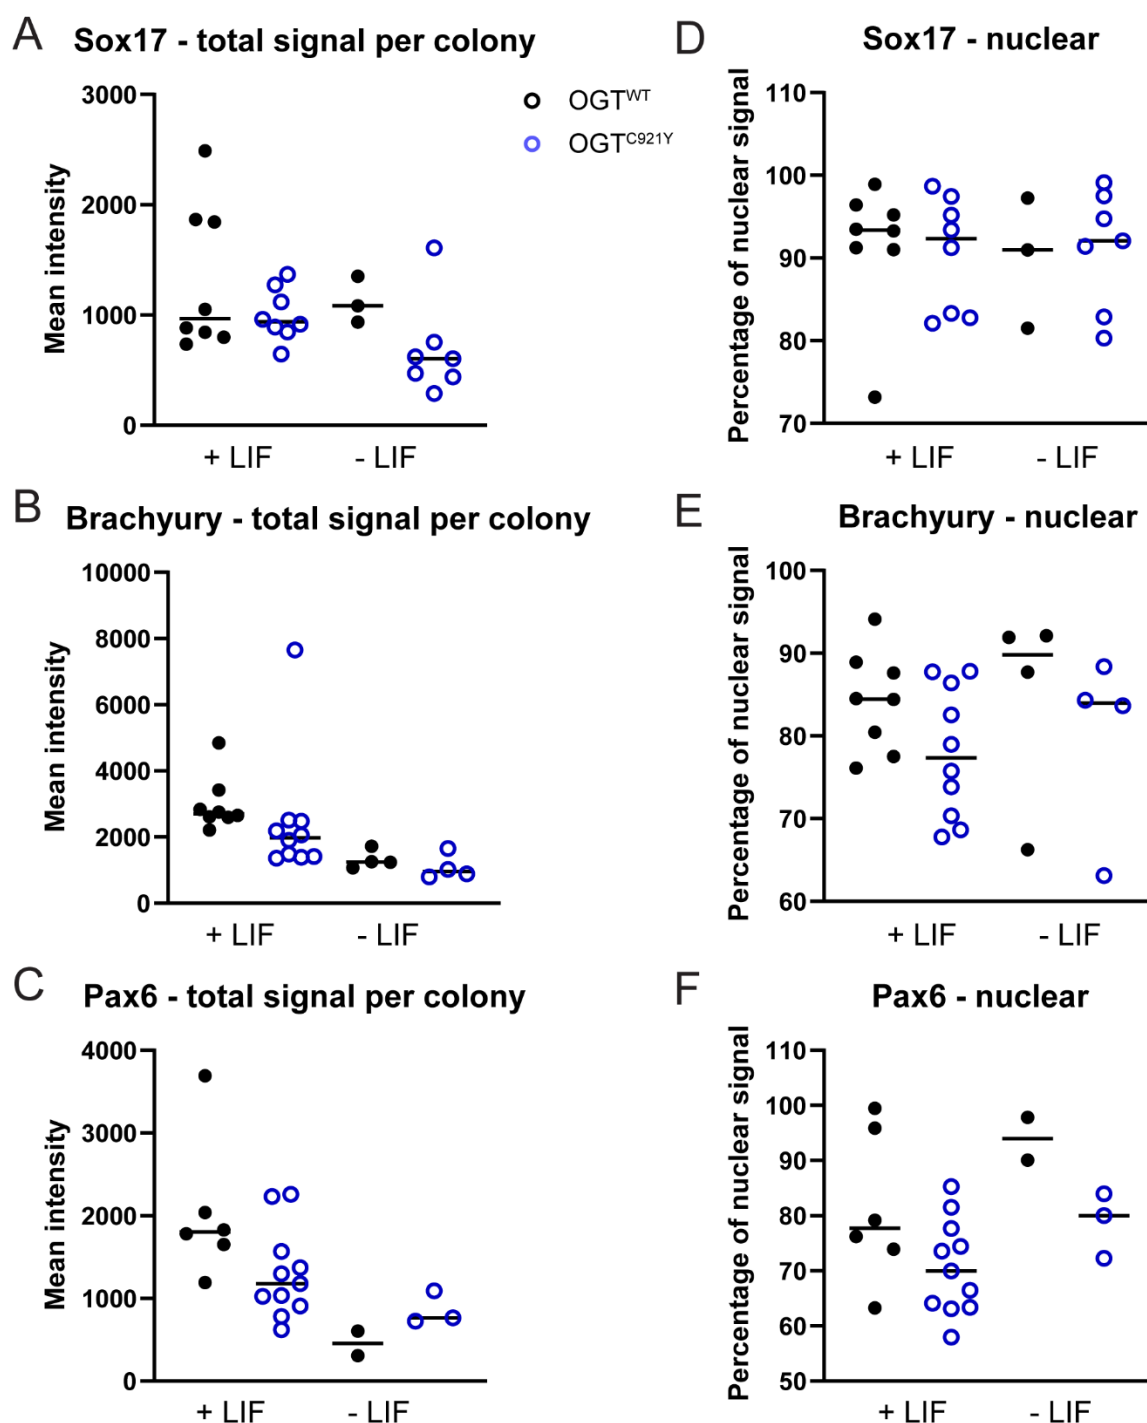 A Sox17 - total signal per colony
Mean intensity
3000
2000
1000
0
+ LIF - LIF
OGTWT
OGTC921Y
D Sox17 - nuclear
Percentage of nuclear signal
110
100
90
80
70
+ LIF - LIF
B Brachyury - total signal per colony
Mean intensity
10000
8000
6000
4000
2000
0
+ LIF - LIF
E Brachyury - nuclear
Percentage of nuclear signal
100
90
80
70
60
+ LIF - LIF
C Pax6 - total signal per colony
Mean intensity
4000
3000
2000
1000
0
+ LIF - LIF
F Pax6 - nuclear
Percentage of nuclear signal
110
100
90
80
70
60
50
+ LIF - LIF